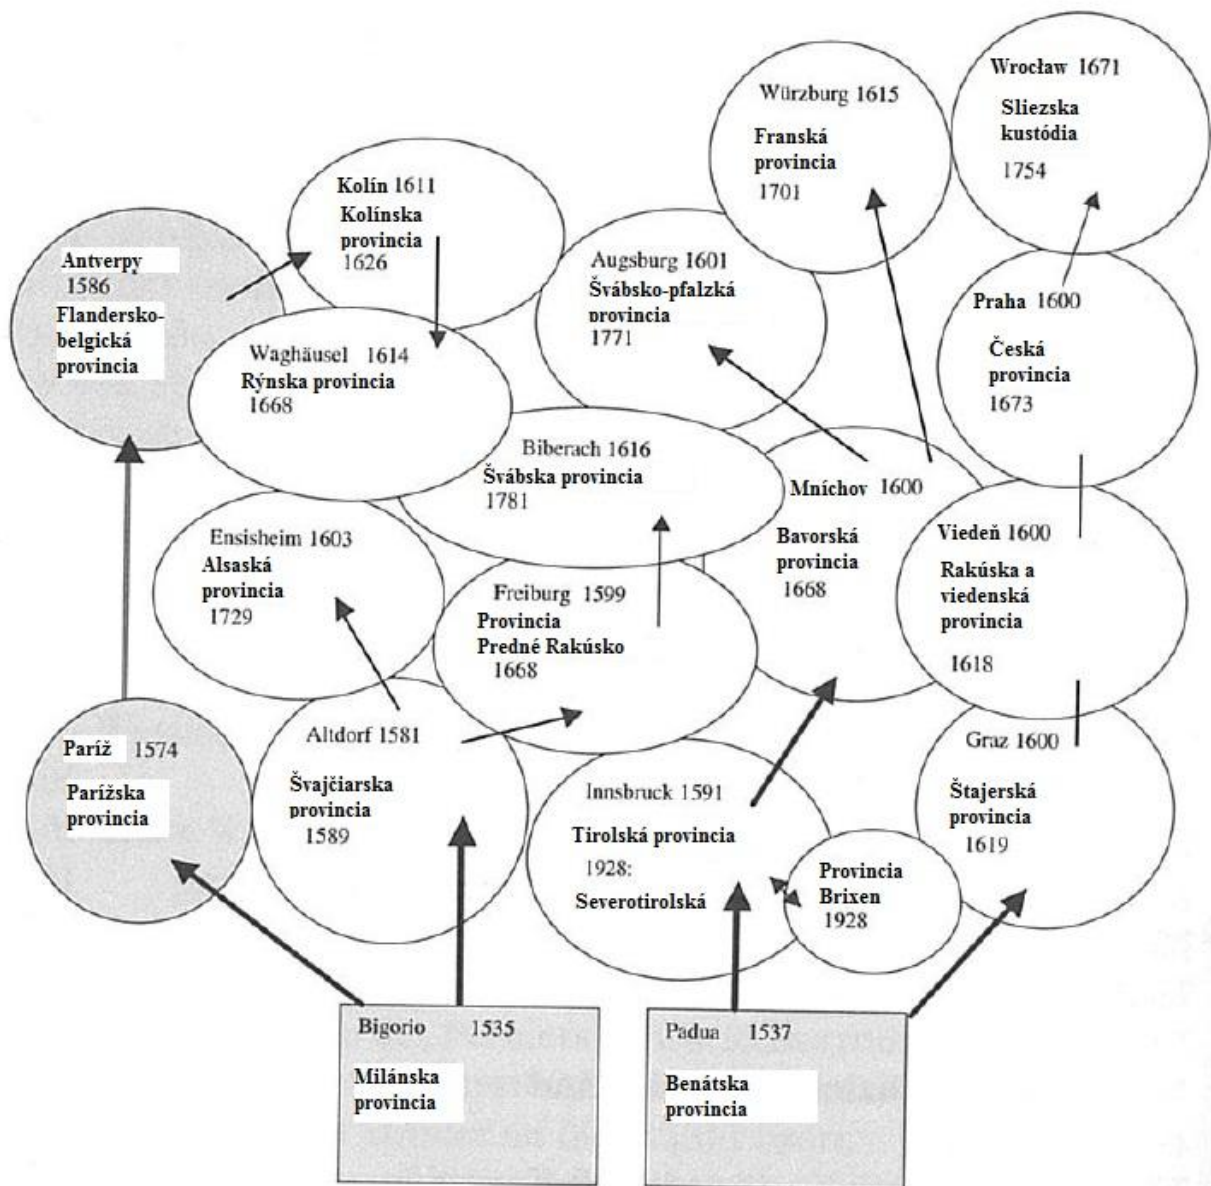 Wrocław 1671
Sliezska
kustódia
1754
Würzburg 1615
Franská
provincia
1701
Kolín 1611
Kolínska
provincia
1626
Antverpy
1586
Flandersko-
belgická
provincia
Augsburg 1601
Švábsko-pfalzká
provincia
1771
Praha 1600
Česká
provincia
1673
Waghäusel 1614
Rýnska provincia
1668
Biberach 1616
Švábska provincia
1781
Mníchov 1600
Bavorská
provincia
1668
Viedeň 1600
Rakúska a
viedenská
provincia
1618
Ensisheim 1603
Alsaská
provincia
1729
Freiburg 1599
Provincia
Predné Rakúsko
1668
Paríž 1574
Parížska
provincia
Altdorf 1581
Švajčiarska
provincia
1589
Innsbruck 1591
Tirolská provincia
1928:
Severotirolská
Provincia
Brixen
1928
Graz 1600
Štajerská
provincia
1619
Bigorio 1535
Milánska
provincia
Padua 1537
Benátska
provincia